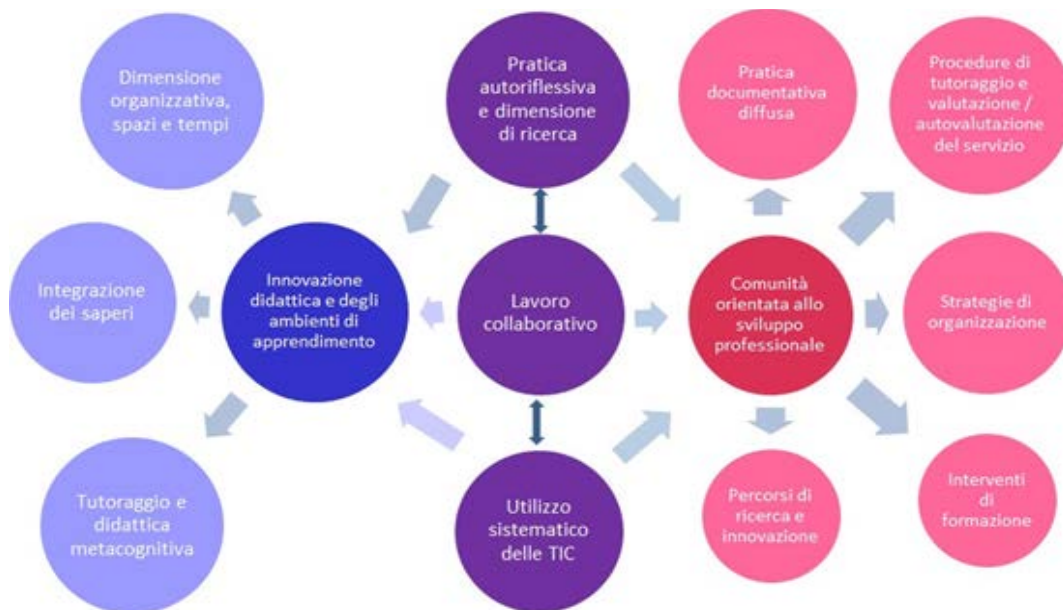 Dimensione
organizzativa,
spazi e tempi
Pratica
autoriflessiva
e dimensione
di ricerca
Pratica
documentativa
diffusa
Procedure di
tutoraggio e
valutazione /
autovalutazione
del servizio
Integrazione
dei saperi
Innovazione
didattica e degli
ambienti di
apprendimento
Lavoro
collaborativo
Comunità
orientata allo
sviluppo
professionale
Strategie di
organizzazione
Tutoraggio e
didattica
metacognitiva
Utilizzo
sistematico
delle TIC
Percorsi di
ricerca e
innovazione
Interventi
di
formazione